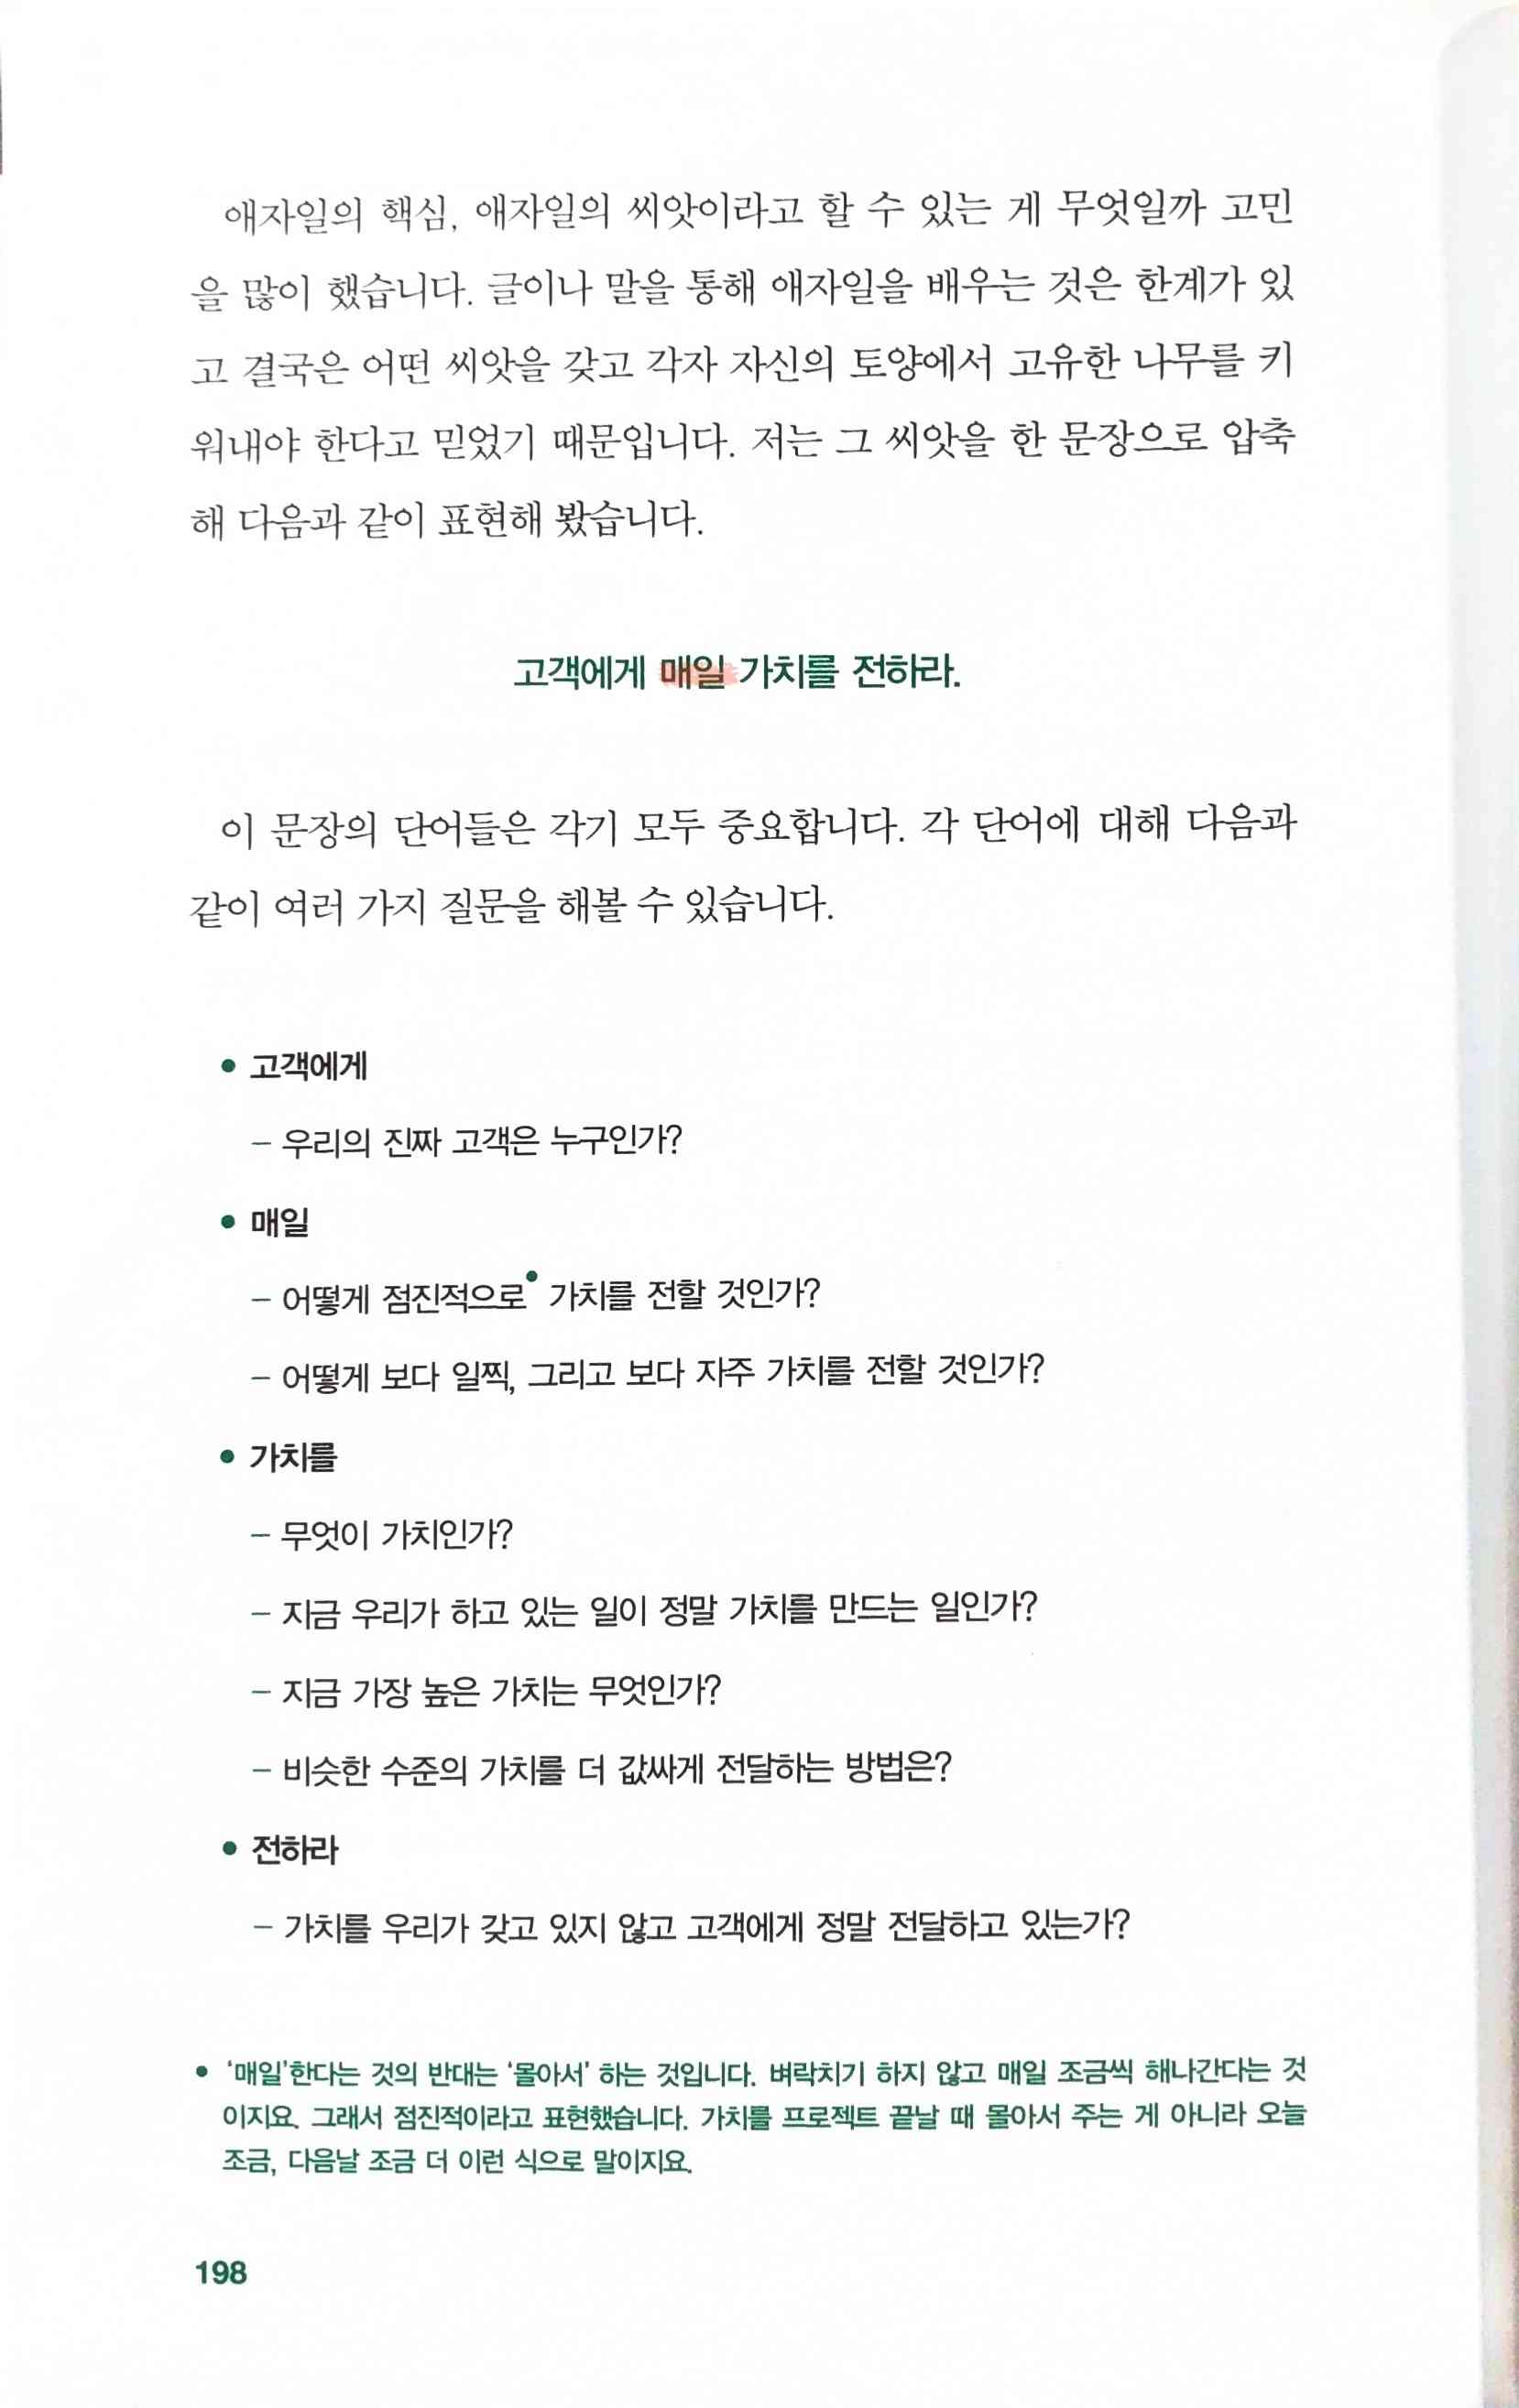 애자일의 핵심, 애자일의 씨앗이라고 할 수 있는 게 무엇일까 고민
을 많이 했습니다. 글이나 말을 통해 애자일을 배우는 것은 한계가 있
고 결국은 어떤 씨앗을 갖고 각자 자신의 토양에서 고유한 나무를 키
워내야 한다고 믿었기 때문입니다. 저는 그 씨앗을 한 문장으로 압축
해 다음과 같이 표현해 봤습니다.
고객에게 매일 가치를 전하라.
이 문장의 단어들은 각기 모두 중요합니다. 각 단어에 대해 다음과
같이 여러 가지 질문을 해볼 수 있습니다.
• 고객에게
– 우리의 진짜 고객은 누구인가?
• 매일
– 어떻게 점진적으로• 가치를 전할 것인가?
– 어떻게 보다 일찍, 그리고 보다 자주 가치를 전할 것인가?
• 가치를
– 무엇이 가치인가?
– 지금 우리가 하고 있는 일이 정말 가치를 만드는 일인가?
– 지금 가장 높은 가치는 무엇인가?
– 비슷한 수준의 가치를 더 값싸게 전달하는 방법은?
• 전하라
– 가치를 우리가 갖고 있지 않고 고객에게 정말 전달하고 있는가?
• ‘매일’한다는 것의 반대는 ‘몰아서’ 하는 것입니다. 벼락치기 하지 않고 매일 조금씩 해나간다는 것
이지요. 그래서 점진적이라고 표현했습니다. 가치를 프로젝트 끝날 때 몰아서 주는 게 아니라 오늘
조금, 다음날 조금 더 이런 식으로 말이지요.
198